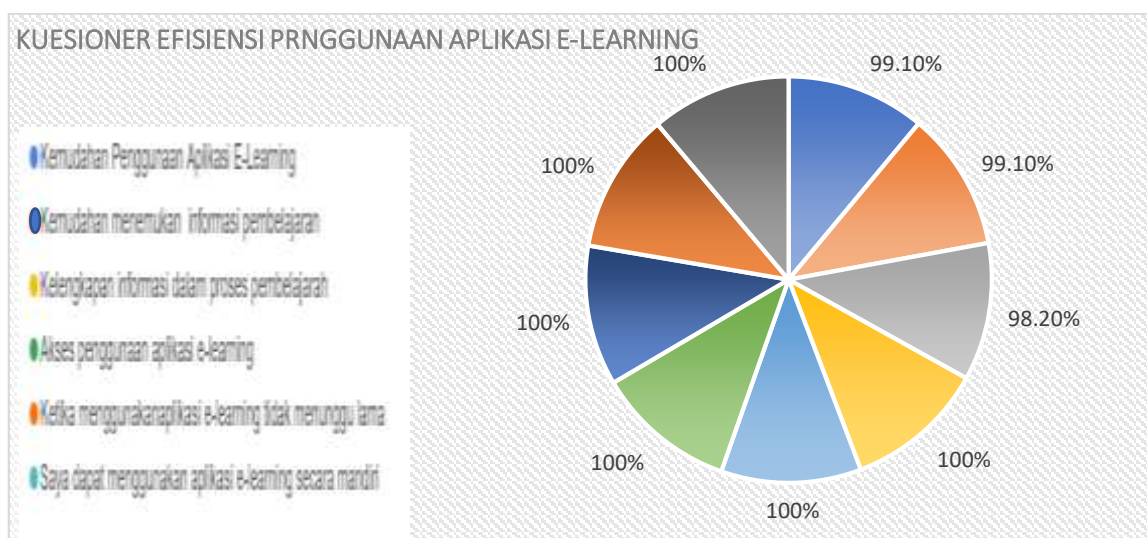 KUESIONER EFISIENSI PRNGGUNAAN APLIKASI E-LEARNING
100%
99.10%
99.10%
98.20%
100%
100%
100%
100%
100%
Kemudahan Penggunaan Aplikasi E-Learning
Kemudahan menemukan informasi pembelajaran
Kelengkapan informasi dalam proses pembelajarah
Akses penggunaan aplikasi e-learning
Ketika menggunakanaplikasi e-learning tidak menunggu lama
Saya dapat menggunakan aplikasi e-learning secara mandiri